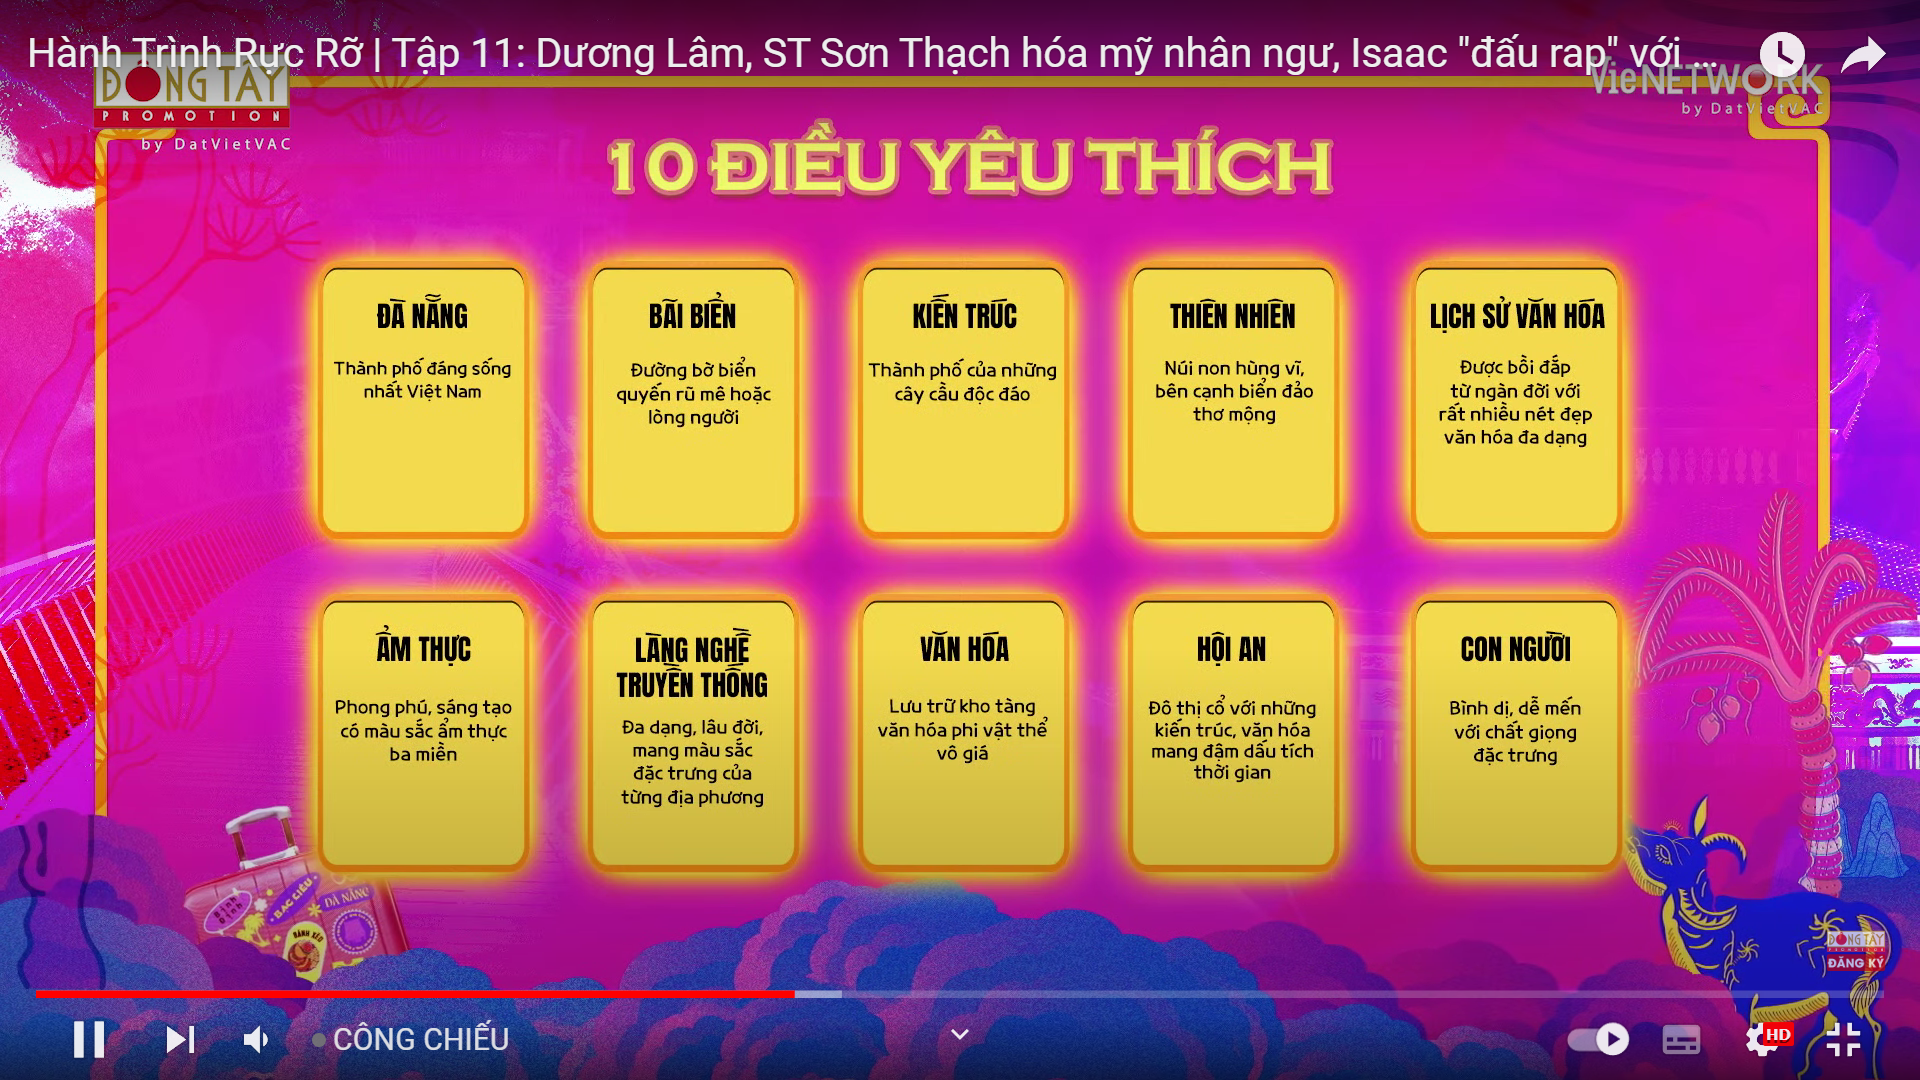 Hành Trình Rực Rỡ | Tập 11: Dương Lâm, ST Sơn Thạch hóa mỹ nhân ngư, Isaac "đấu rap" với ...
ĐÔNG TÂY
PROMOTION
by DatVietVAC
VieNETWORK
by DatVietVAC
10 ĐIỀU YÊU THÍCH
ĐÀ NẴNG
Thành phố đáng sống
nhất Việt Nam
BÃI BIỂN
Đường bờ biển
quyến rũ mê hoặc
lòng người
KIẾN TRÚC
Thành phố của những
cây cầu độc đáo
THIÊN NHIÊN
Núi non hùng vĩ,
bên cạnh biển đảo
thơ mộng
LỊCH SỬ VĂN HÓA
Được bồi đắp
từ ngàn đời với
rất nhiều nét đẹp
văn hóa đa dạng
ẨM THỰC
Phong phú, sáng tạo
có màu sắc ẩm thực
ba miền
LÀNG NGHỀ
TRUYỀN THỐNG
Đa dạng, lâu đời,
mang màu sắc
đặc trưng của
từng địa phương
VĂN HÓA
Lưu trữ kho tàng
văn hóa phi vật thể
vô giá
HỘI AN
Đô thị cổ với những
kiến trúc, văn hóa
mang đậm dấu tích
thời gian
CON NGƯỜI
Bình dị, dễ mến
với chất giọng
đặc trưng
BÌNH ĐỊNH
BẠC LIÊU
ĐÀ NẴNG
BÁNH XÈO
ĐÔNG TÂY
PROMOTION
ĐĂNG KÝ
CÔNG CHIẾU
HD